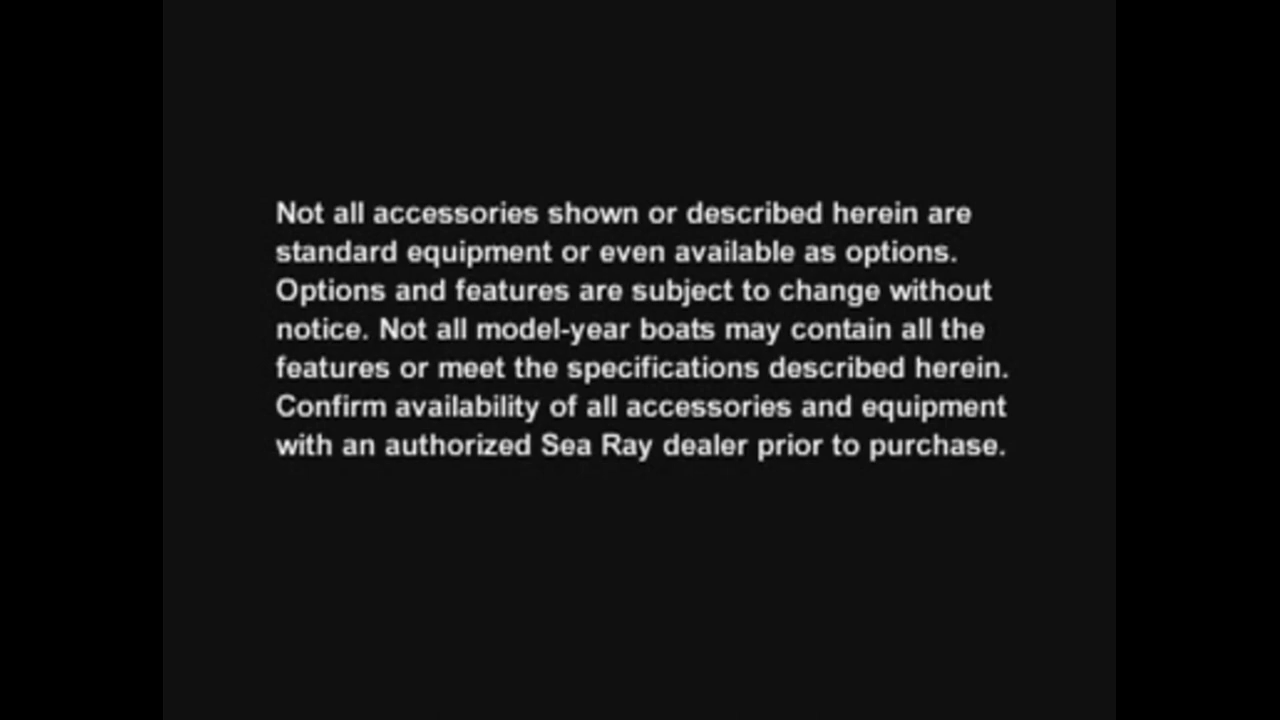 Not all accessories shown or described herein are
standard equipment or even available as options.
Options and features are subject to change without
notice. Not all model-year boats may contain all the
features or meet the specifications described herein.
Confirm availability of all accessories and equipment
with an authorized Sea Ray dealer prior to purchase.